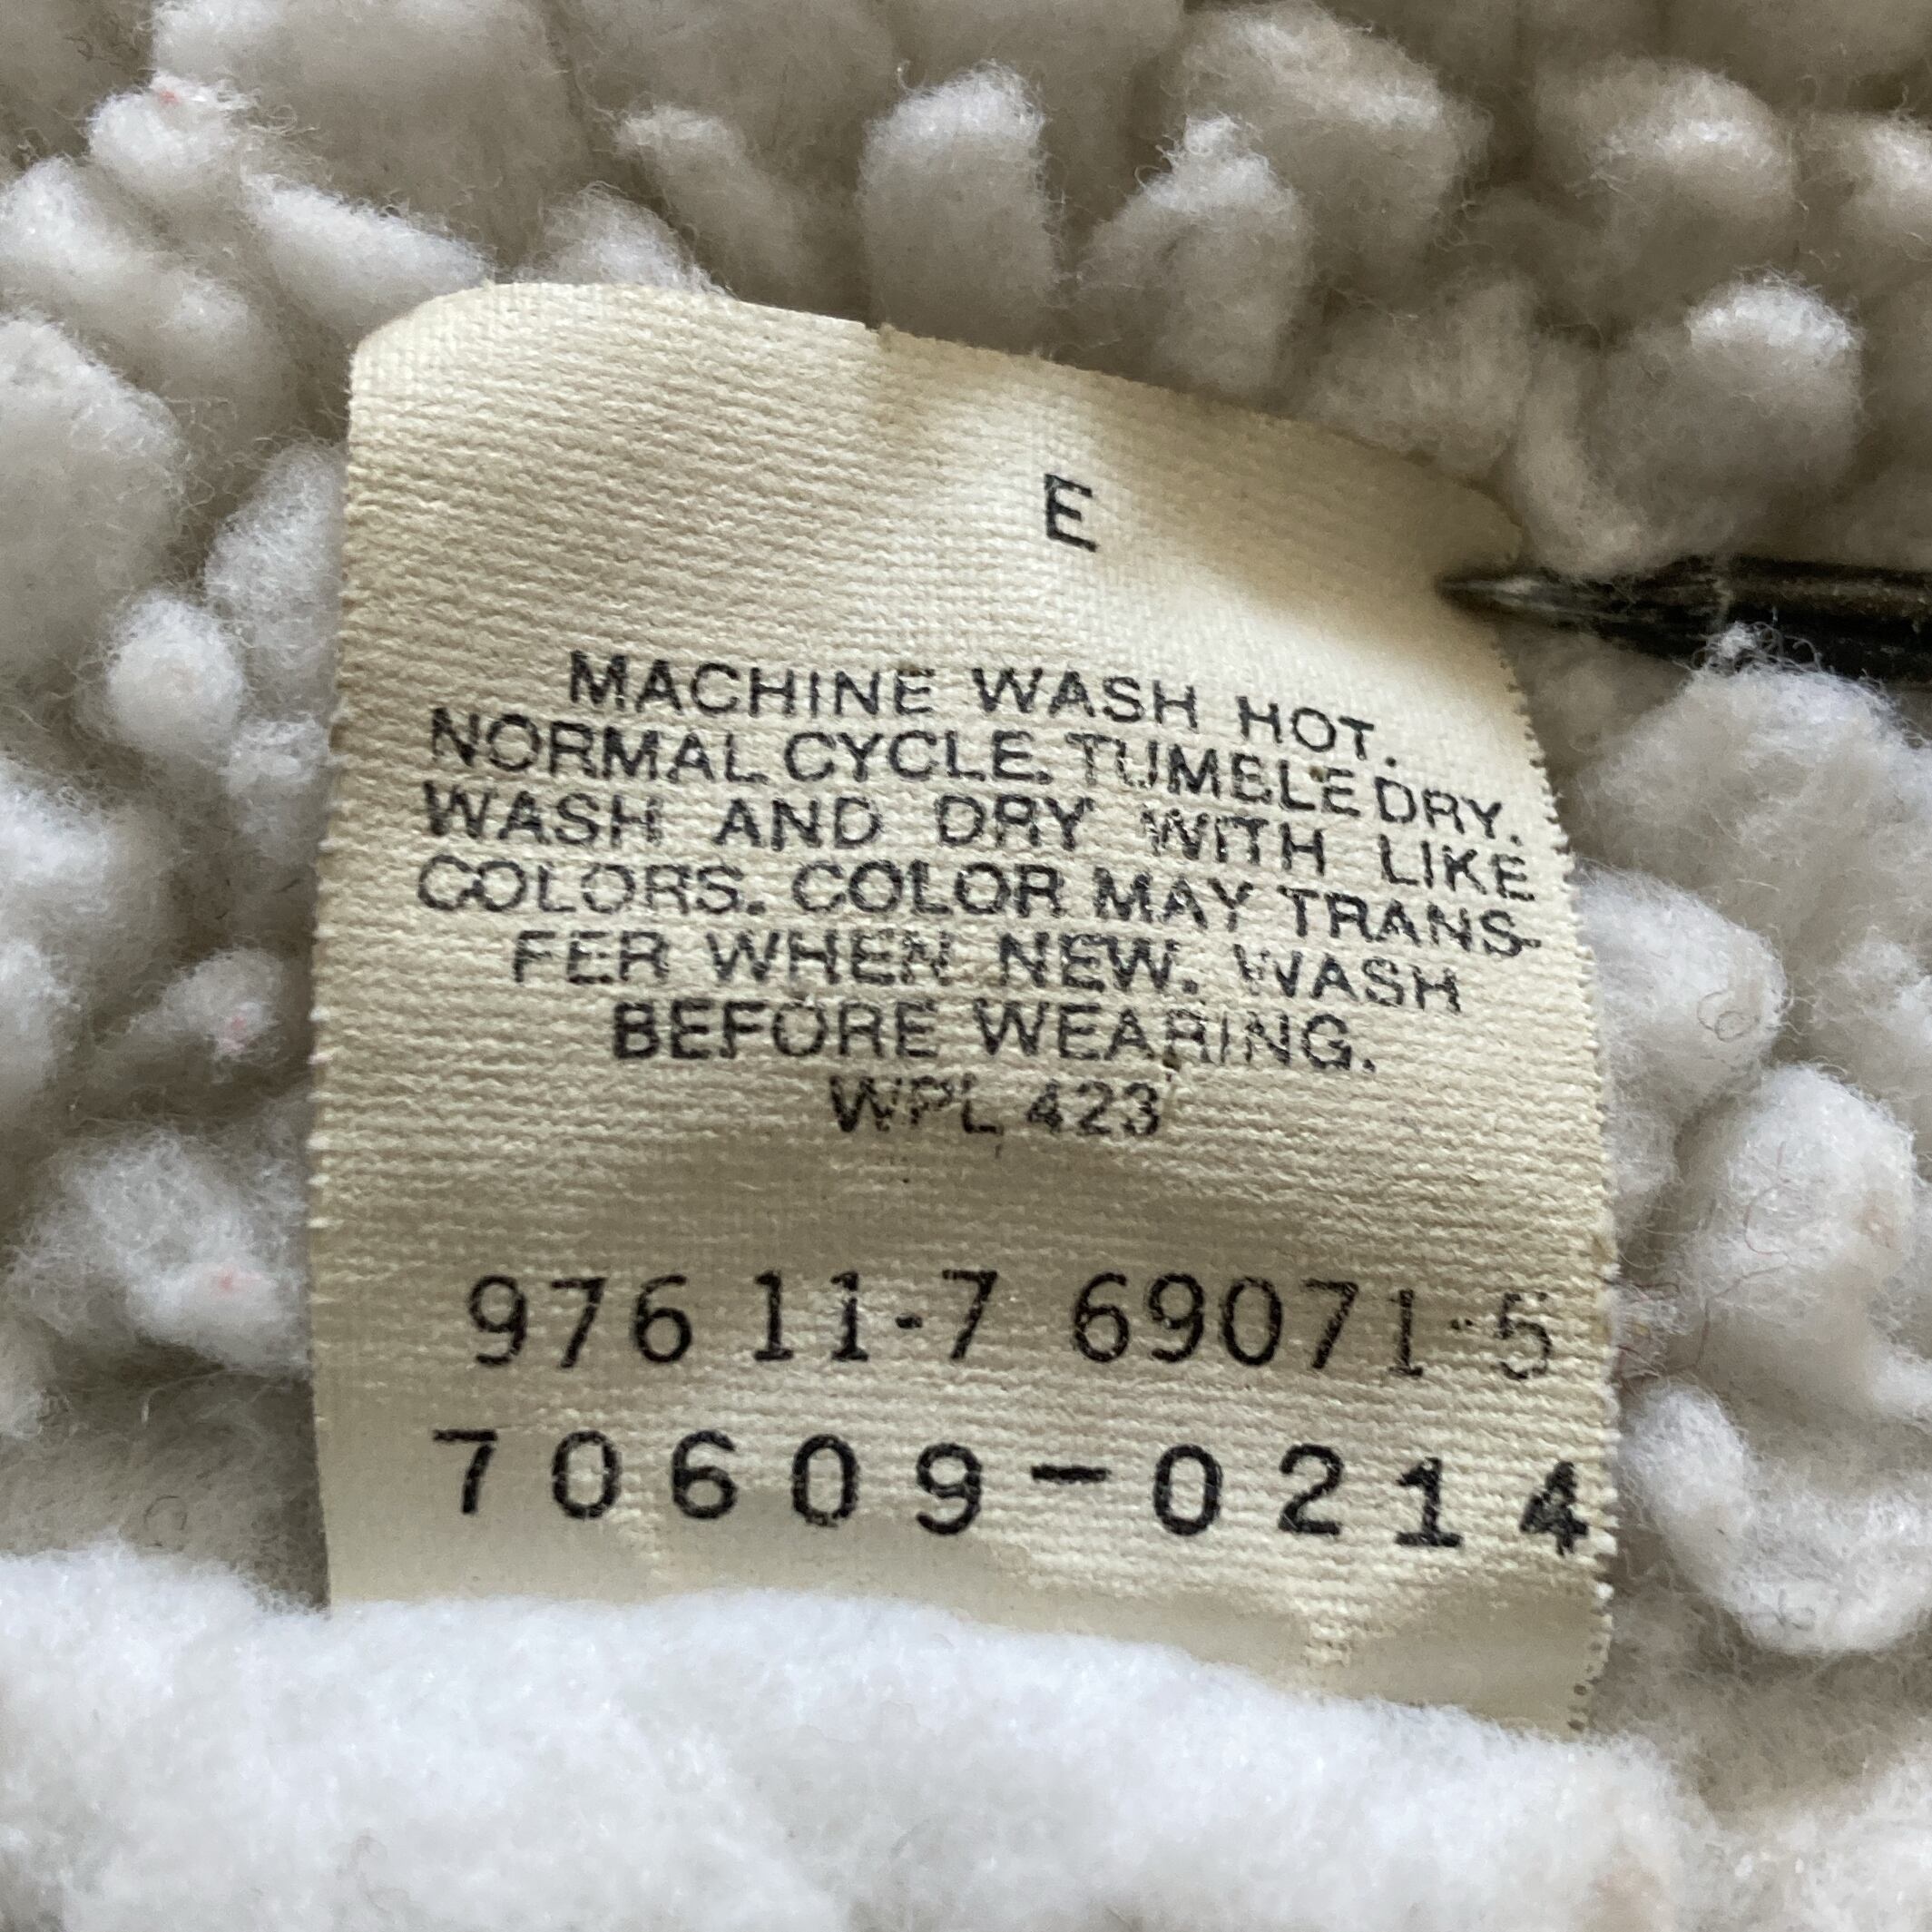 E
MACHINE WASH HOT.
NORMAL CYCLE. TUMBLE DRY.
WASH AND DRY WITH LIKE
COLORS. COLOR MAY TRANS-
FER WHEN NEW. WASH
BEFORE WEARING.
WPL 423
976 11-7 69071-5
70609-0214